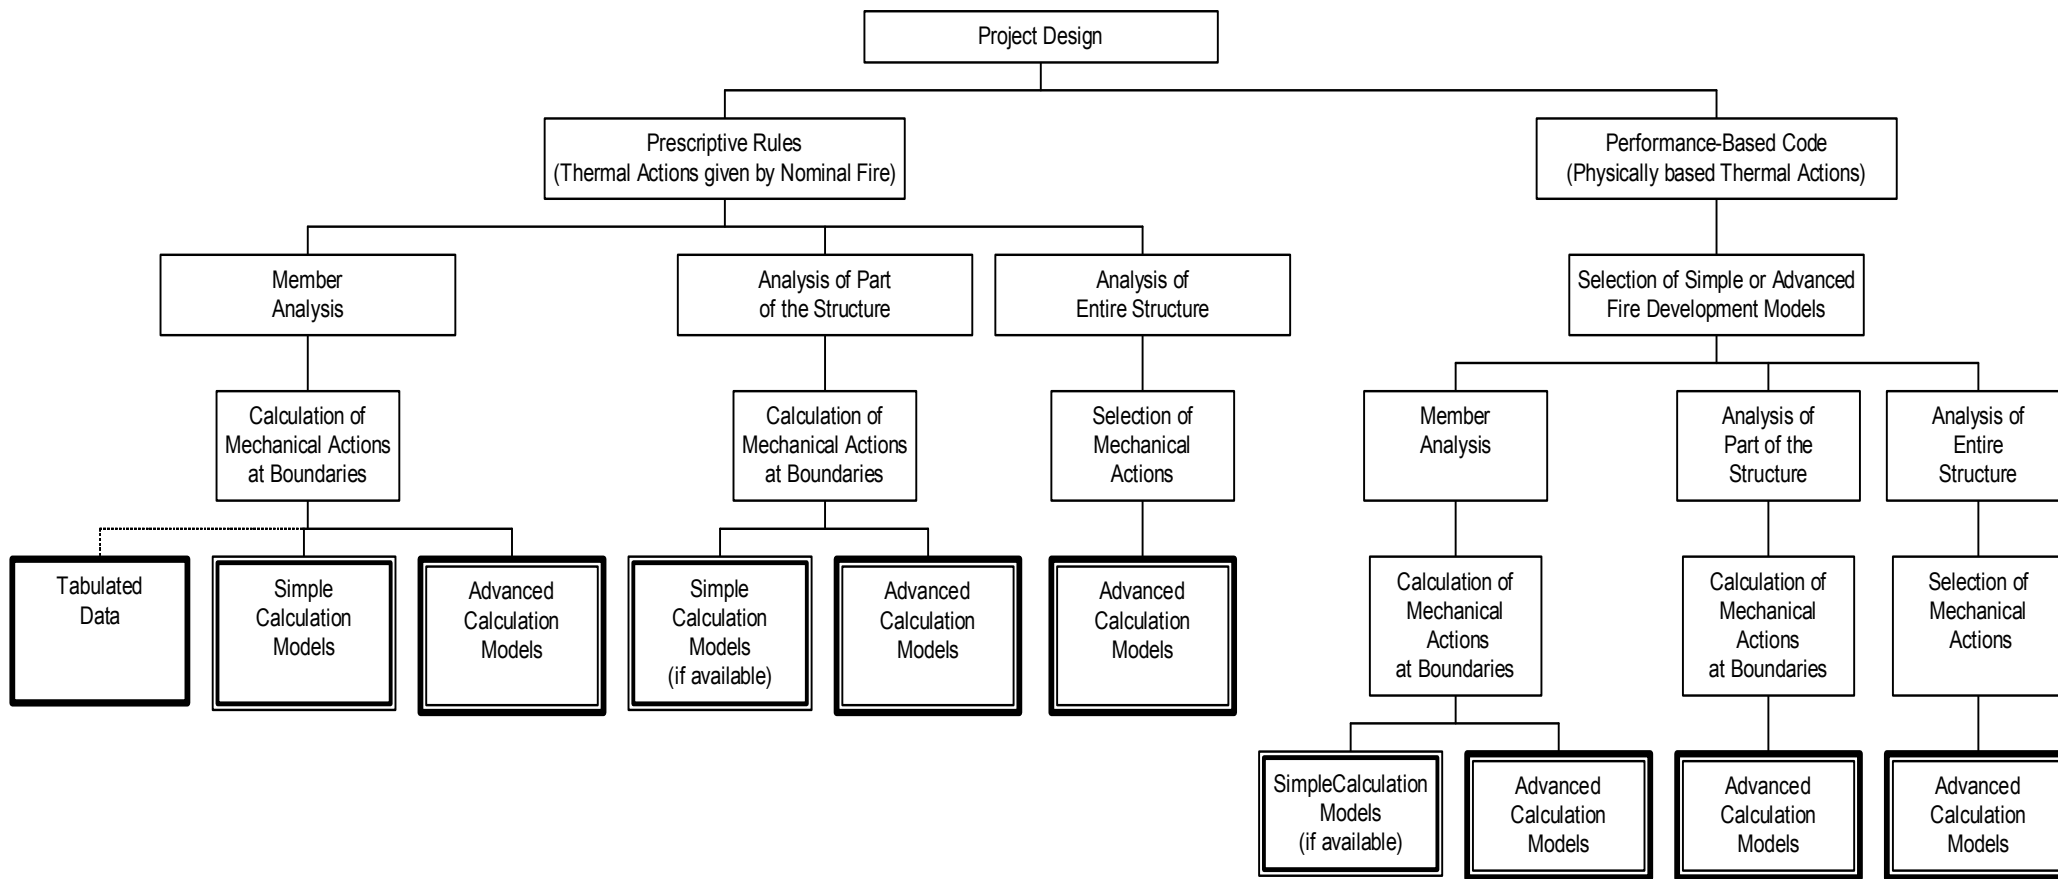 Project Design
Prescriptive Rules
(Thermal Actions given by Nominal Fire)
Performance-Based Code
(Physically based Thermal Actions)
Member
Analysis
Analysis of Part
of the Structure
Analysis of
Entire Structure
Selection of Simple or Advanced
Fire Development Models
Calculation of
Mechanical Actions
at Boundaries
Calculation of
Mechanical Actions
at Boundaries
Selection of
Mechanical
Actions
Member
Analysis
Analysis of
Part of the
Structure
Analysis of
Entire
Structure
Tabulated
Data
Simple
Calculation
Models
Advanced
Calculation
Models
Simple
Calculation
Models
(if available)
Advanced
Calculation
Models
Advanced
Calculation
Models
Calculation of
Mechanical
Actions
at Boundaries
Calculation of
Mechanical
Actions
at Boundaries
Selection of
Mechanical
Actions
SimpleCalculation
Models
(if available)
Advanced
Calculation
Models
Advanced
Calculation
Models
Advanced
Calculation
Models